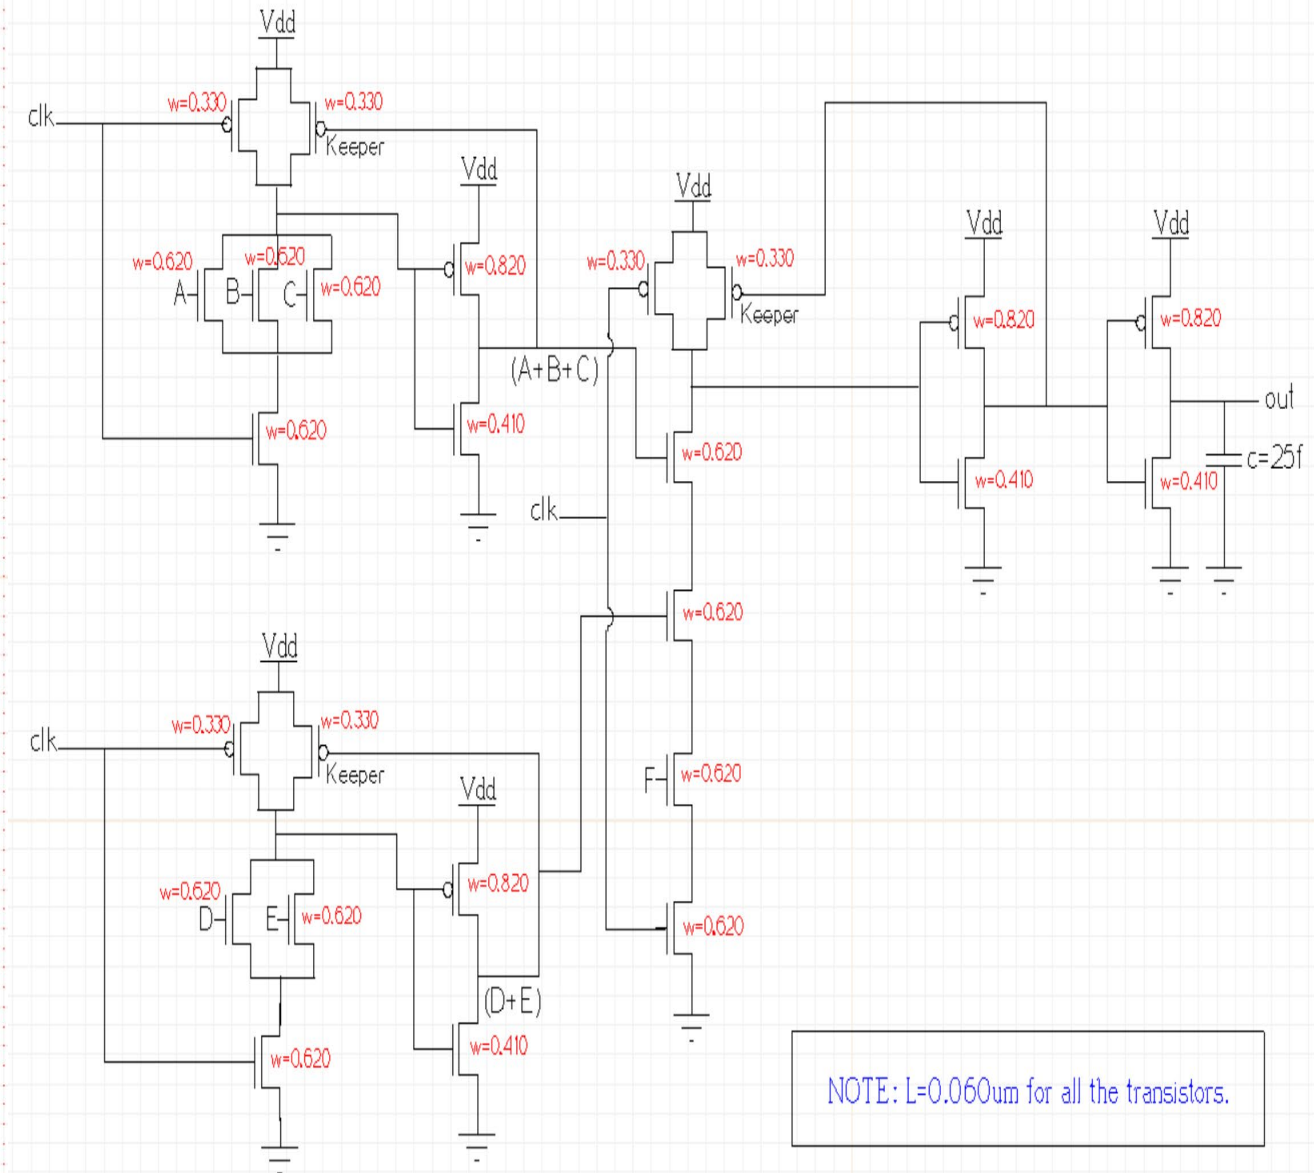 Vdd
w=0.330
w=0.330
clk
Keeper
Vdd
Vdd
Vdd
Vdd
w=0.620
w=0.620
w=0.620
A
B
C
w=0.820
w=0.330
w=0.330
Keeper
w=0.820
w=0.820
(A+B+C)
out
w=0.620
w=0.410
w=0.620
c=25f
w=0.410
w=0.410
clk
w=0.620
Vdd
w=0.330
w=0.330
clk
Keeper
F
w=0.620
Vdd
w=0.620
w=0.820
D
E
w=0.620
w=0.620
(D+E)
w=0.620
w=0.410
NOTE: L=0.060um for all the transistors.